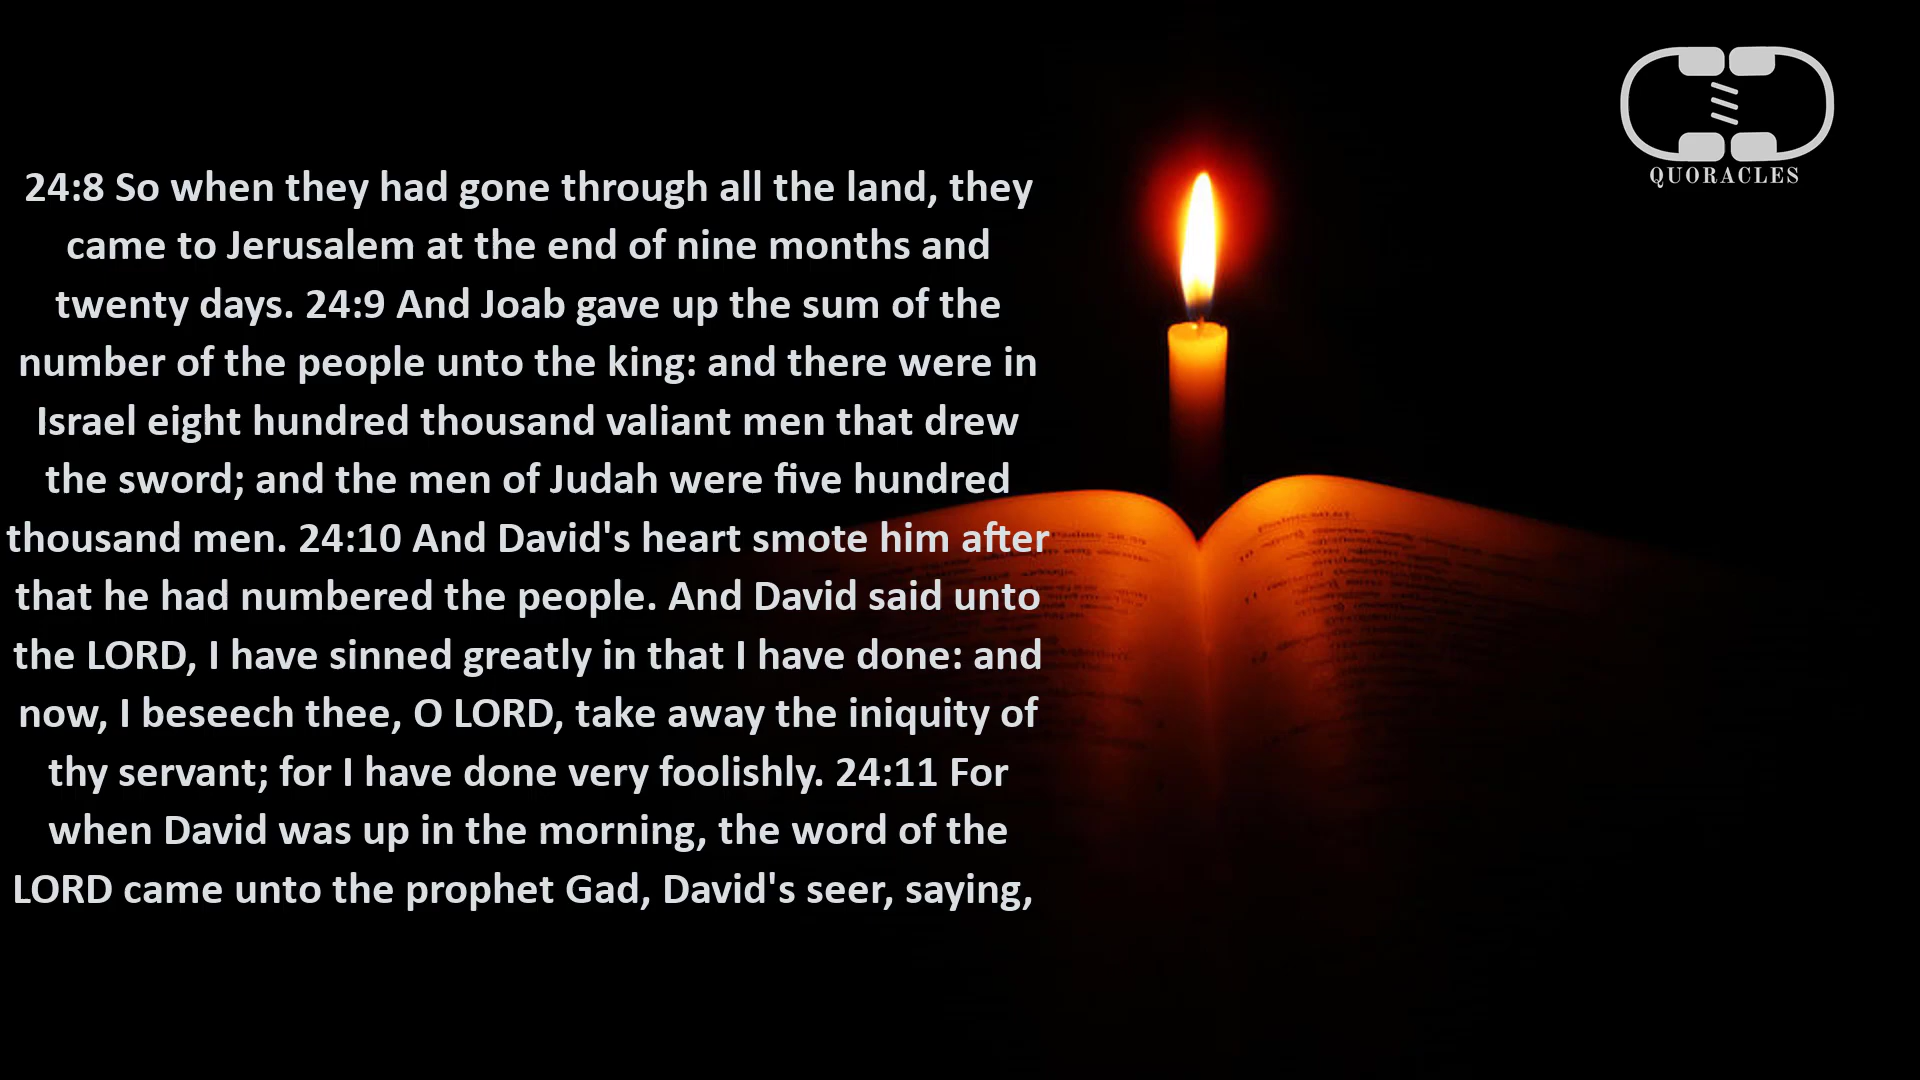 24:8 So when they had gone through all the land, they
came to Jerusalem at the end of nine months and
twenty days. 24:9 And Joab gave up the sum of the
number of the people unto the king: and there were in
Israel eight hundred thousand valiant men that drew
the sword; and the men of Judah were five hundred
thousand men. 24:10 And David's heart smote him after
that he had numbered the people. And David said unto
the LORD, I have sinned greatly in that I have done: and
now, I beseech thee, O LORD, take away the iniquity of
thy servant; for I have done very foolishly. 24:11 For
when David was up in the morning, the word of the
LORD came unto the prophet Gad, David's seer, saying,
QUORACLES